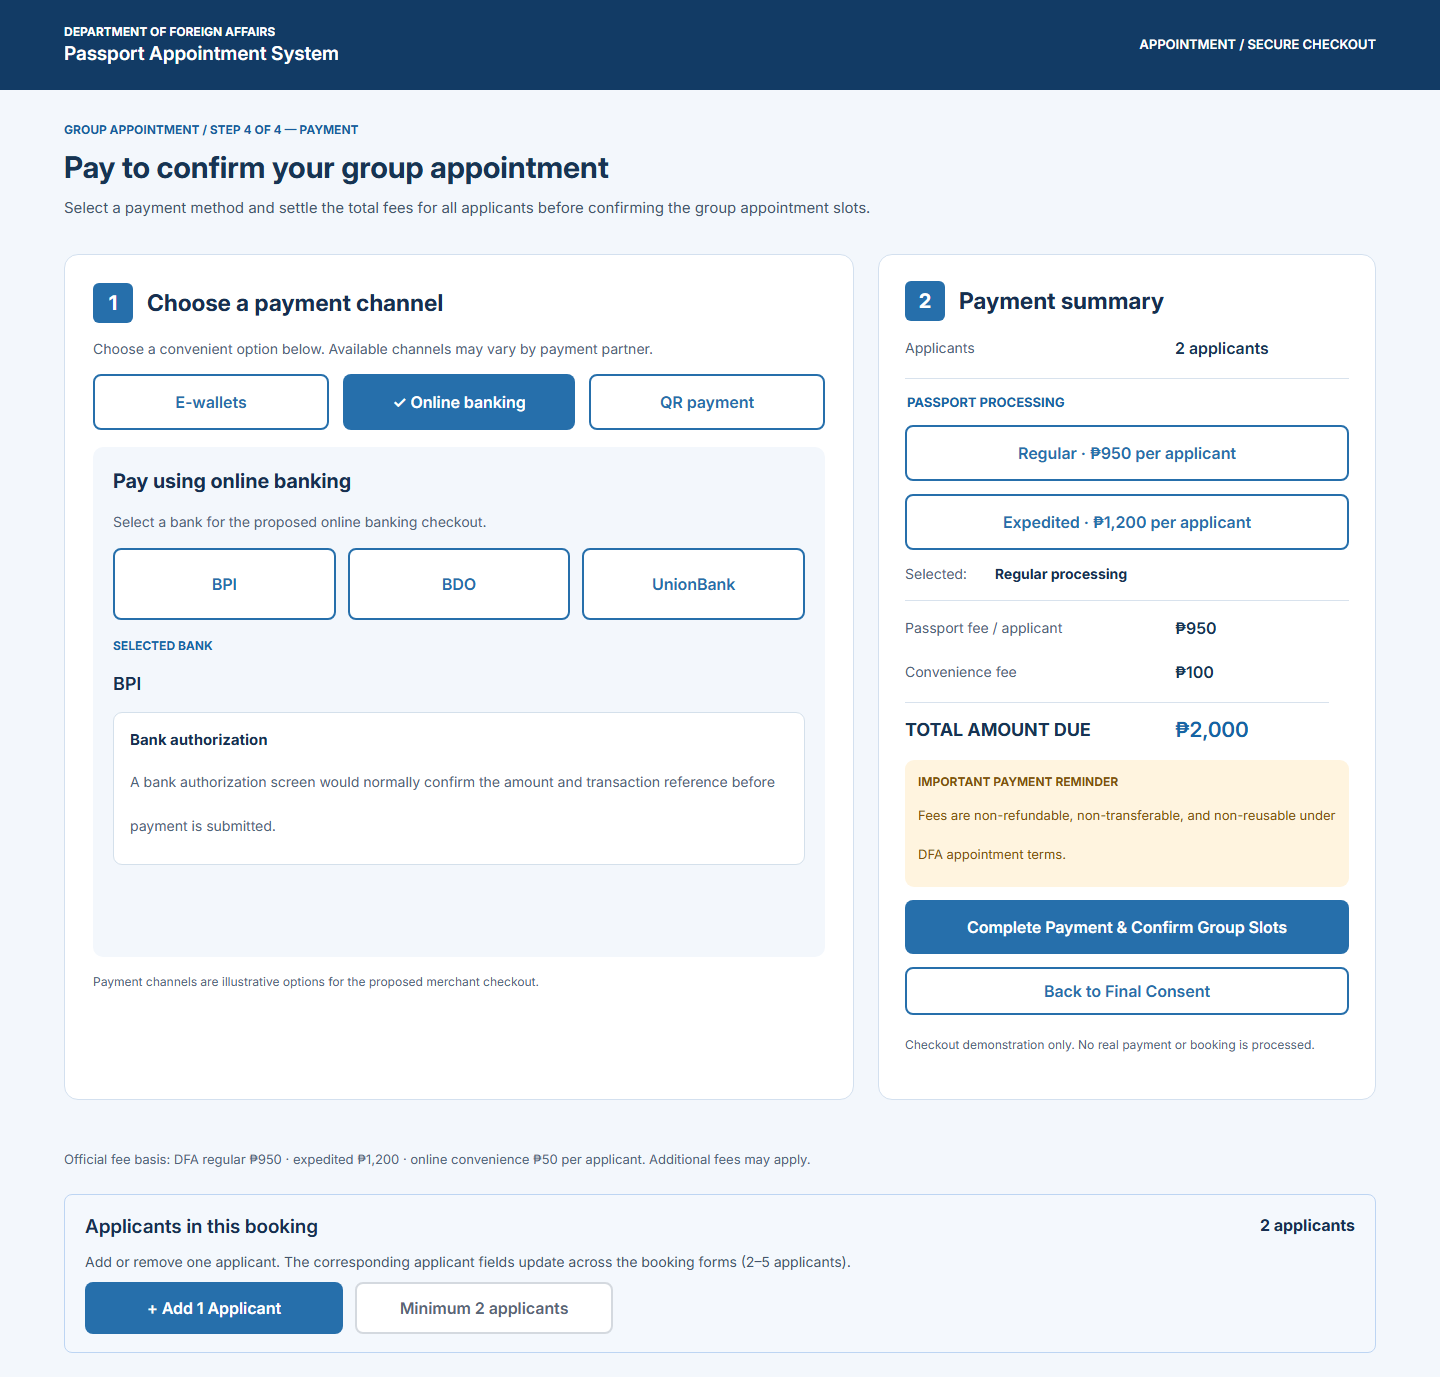 DEPARTMENT OF FOREIGN AFFAIRS
Passport Appointment System
APPOINTMENT / SECURE CHECKOUT
GROUP APPOINTMENT / STEP 4 OF 4 — PAYMENT
Pay to confirm your group appointment
Select a payment method and settle the total fees for all applicants before confirming the group appointment slots.
1 Choose a payment channel
Choose a convenient option below. Available channels may vary by payment partner.
E-wallets
✓ Online banking
QR payment
Pay using online banking
Select a bank for the proposed online banking checkout.
BPI
BDO
UnionBank
SELECTED BANK
BPI
Bank authorization
A bank authorization screen would normally confirm the amount and transaction reference before
payment is submitted.
Payment channels are illustrative options for the proposed merchant checkout.
2 Payment summary
Applicants 2 applicants
PASSPORT PROCESSING
Regular · ₱950 per applicant
Expedited · ₱1,200 per applicant
Selected: Regular processing
Passport fee / applicant ₱950
Convenience fee ₱100
TOTAL AMOUNT DUE ₱2,000
IMPORTANT PAYMENT REMINDER
Fees are non-refundable, non-transferable, and non-reusable under
DFA appointment terms.
Complete Payment & Confirm Group Slots
Back to Final Consent
Checkout demonstration only. No real payment or booking is processed.
Official fee basis: DFA regular ₱950 · expedited ₱1,200 · online convenience ₱50 per applicant. Additional fees may apply.
Applicants in this booking
2 applicants
Add or remove one applicant. The corresponding applicant fields update across the booking forms (2–5 applicants).
+ Add 1 Applicant
Minimum 2 applicants